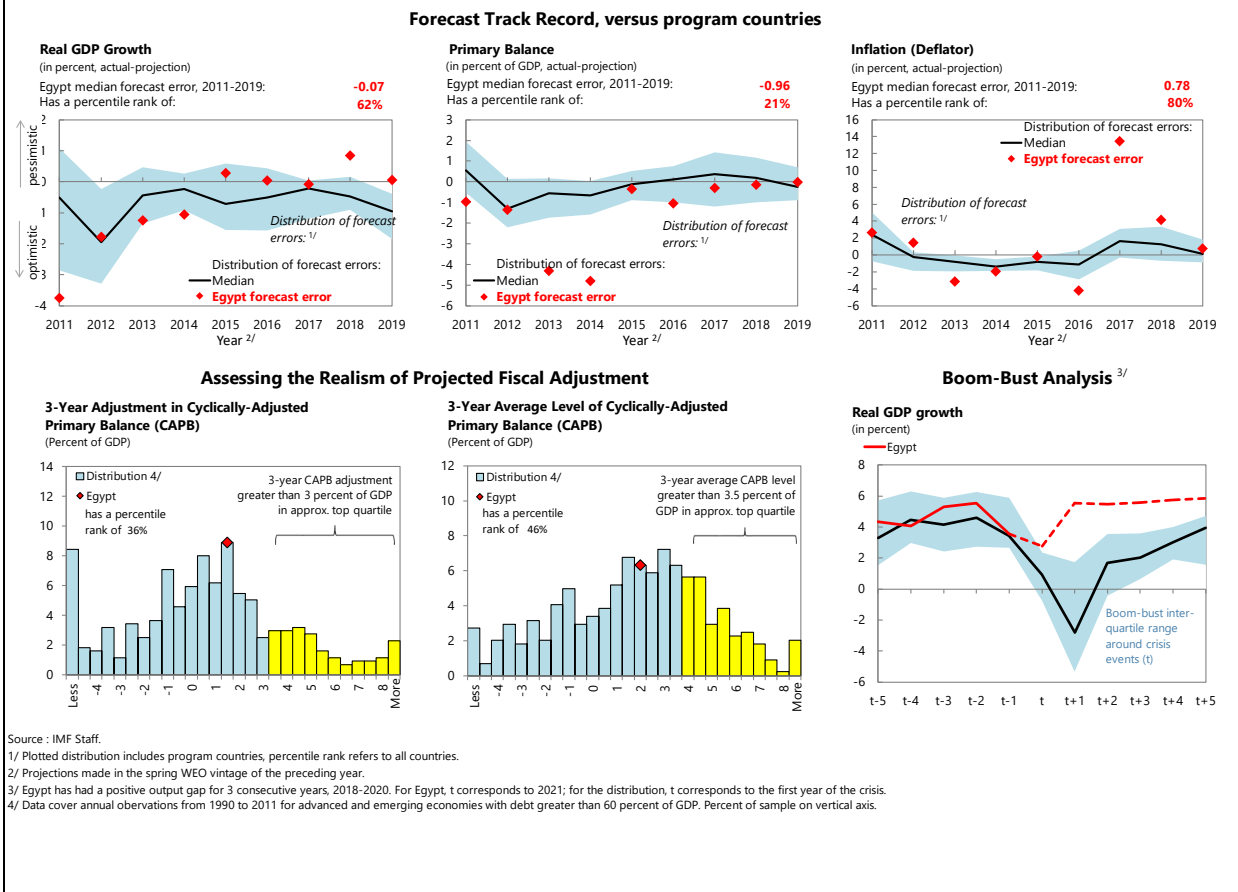 Forecast Track Record, versus program countries
Real GDP Growth
(in percent, actual-projection)
Egypt median forecast error, 2011-2019: -0.07
Has a percentile rank of: 62%
pessimistic
optimistic
2
1
0
1
2
-3
-4
Distribution of forecast
errors: 1/
Distribution of forecast errors:
Median
Egypt forecast error
2011 2012 2013 2014 2015 2016 2017 2018 2019
Year 2/
Primary Balance
(in percent of GDP, actual-projection)
Egypt median forecast error, 2011-2019: -0.96
Has a percentile rank of: 21%
3
2
1
0
-1
-2
-3
-4
-5
-6
Distribution of forecast
errors: 1/
Distribution of forecast errors:
Median
Egypt forecast error
2011 2012 2013 2014 2015 2016 2017 2018 2019
Year 2/
Inflation (Deflator)
(in percent, actual-projection)
Egypt median forecast error, 2011-2019: 0.78
Has a percentile rank of: 80%
16
14
12
10
8
6
4
2
0
-2
-4
-6
Distribution of forecast errors:
Median
Egypt forecast error
Distribution of forecast
errors: 1/
2011 2012 2013 2014 2015 2016 2017 2018 2019
Year 2/
Assessing the Realism of Projected Fiscal Adjustment
3-Year Adjustment in Cyclically-Adjusted
Primary Balance (CAPB)
(Percent of GDP)
14
12
10
8
6
4
2
0
Distribution 4/
Egypt
has a percentile
rank of 36%
3-year CAPB adjustment
greater than 3 percent of GDP
in approx. top quartile
Less -4 -3 -2 -1 0 1 2 3 4 5 6 7 8 More
3-Year Average Level of Cyclically-Adjusted
Primary Balance (CAPB)
(Percent of GDP)
12
10
8
6
4
2
0
Distribution 4/
Egypt
has a percentile
rank of 46%
3-year average CAPB level
greater than 3.5 percent of
GDP in approx. top quartile
Less -4 -3 -2 -1 0 1 2 3 4 5 6 7 8 More
Boom-Bust Analysis 3/
Real GDP growth
(in percent)
Egypt
8
6
4
2
0
-2
-4
-6
Boom-bust inter-
quartile range
around crisis
events (t)
t-5 t-4 t-3 t-2 t-1 t t+1 t+2 t+3 t+4 t+5
Source : IMF Staff.
1/ Plotted distribution includes program countries, percentile rank refers to all countries.
2/ Projections made in the spring WEO vintage of the preceding year.
3/ Egypt has had a positive output gap for 3 consecutive years, 2018-2020. For Egypt, t corresponds to 2021; for the distribution, t corresponds to the first year of the crisis.
4/ Data cover annual obervations from 1990 to 2011 for advanced and emerging economies with debt greater than 60 percent of GDP. Percent of sample on vertical axis.